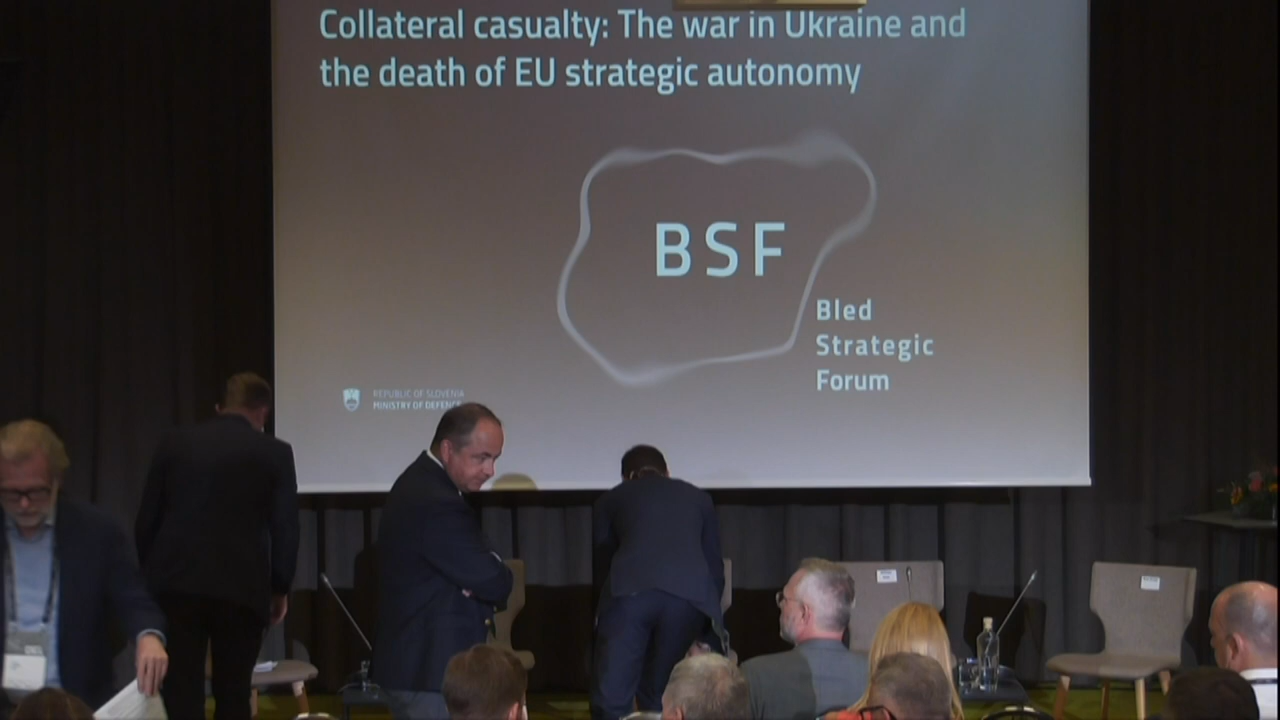 Collateral casualty: The war in Ukraine and
the death of EU strategic autonomy
BSF
Bled
Strategic
Forum
REPUBLIC OF SLOVENIA
MINISTRY OF DEFENCE